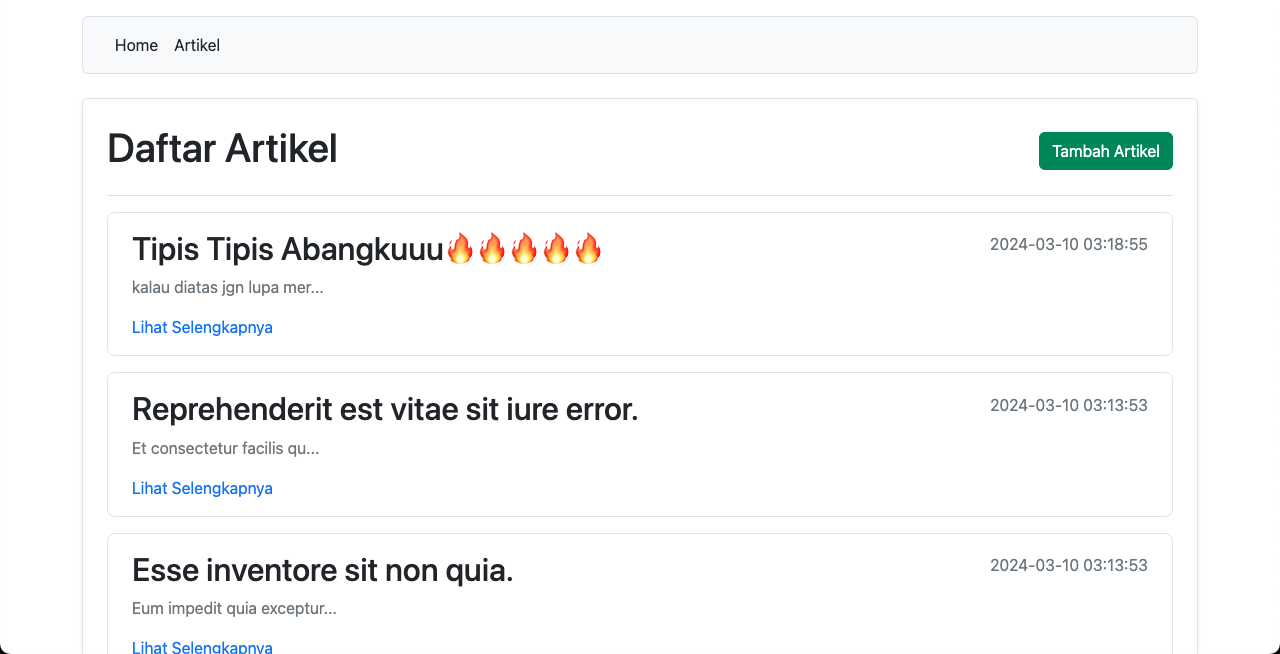 Home Artikel
Daftar Artikel
Tambah Artikel
Tipis Tipis Abangkuuu🔥🔥🔥🔥🔥
2024-03-10 03:18:55
kalau diatas jgn lupa mer...
Lihat Selengkapnya
Reprehenderit est vitae sit iure error.
2024-03-10 03:13:53
Et consectetur facilis qu...
Lihat Selengkapnya
Esse inventore sit non quia.
2024-03-10 03:13:53
Eum impedit quia exceptur...
Lihat Selengkapnya